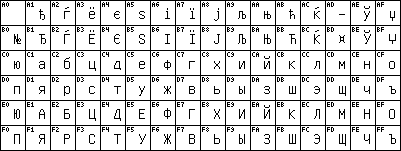 A0 A1 A2 A3 A4 A5 A6 A7 A8 A9 AA AB AC AD AE AF
ђ ѓ ё є ѕ і ї ј љ њ ћ ќ - ў џ
B0 B1 B2 B3 B4 B5 B6 B7 B8 B9 BA BB BC BD BE BF
№ Ђ Ѓ Ё Є Ѕ І Ї Ј Љ Њ Ћ Ќ ¤ Ў Џ
C0 C1 C2 C3 C4 C5 C6 C7 C8 C9 CA CB CC CD CE CF
ю а б ц д е ф г х и й к л м н о
D0 D1 D2 D3 D4 D5 D6 D7 D8 D9 DA DB DC DD DE DF
п я р с т у ж в ь ы з ш э щ ч ъ
E0 E1 E2 E3 E4 E5 E6 E7 E8 E9 EA EB EC ED EE EF
Ю А Б Ц Д Е Ф Г Х И Й К Л М Н О
F0 F1 F2 F3 F4 F5 F6 F7 F8 F9 FA FB FC FD FE FF
П Я Р С Т У Ж В Ь Ы З Ш Э Щ Ч Ъ